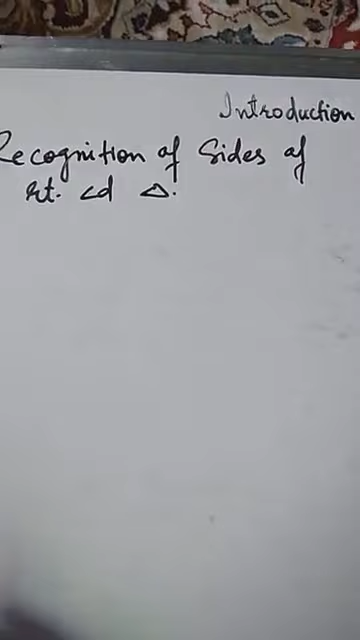 Introduction
Recognition of Sides of
rt. ∠d △.